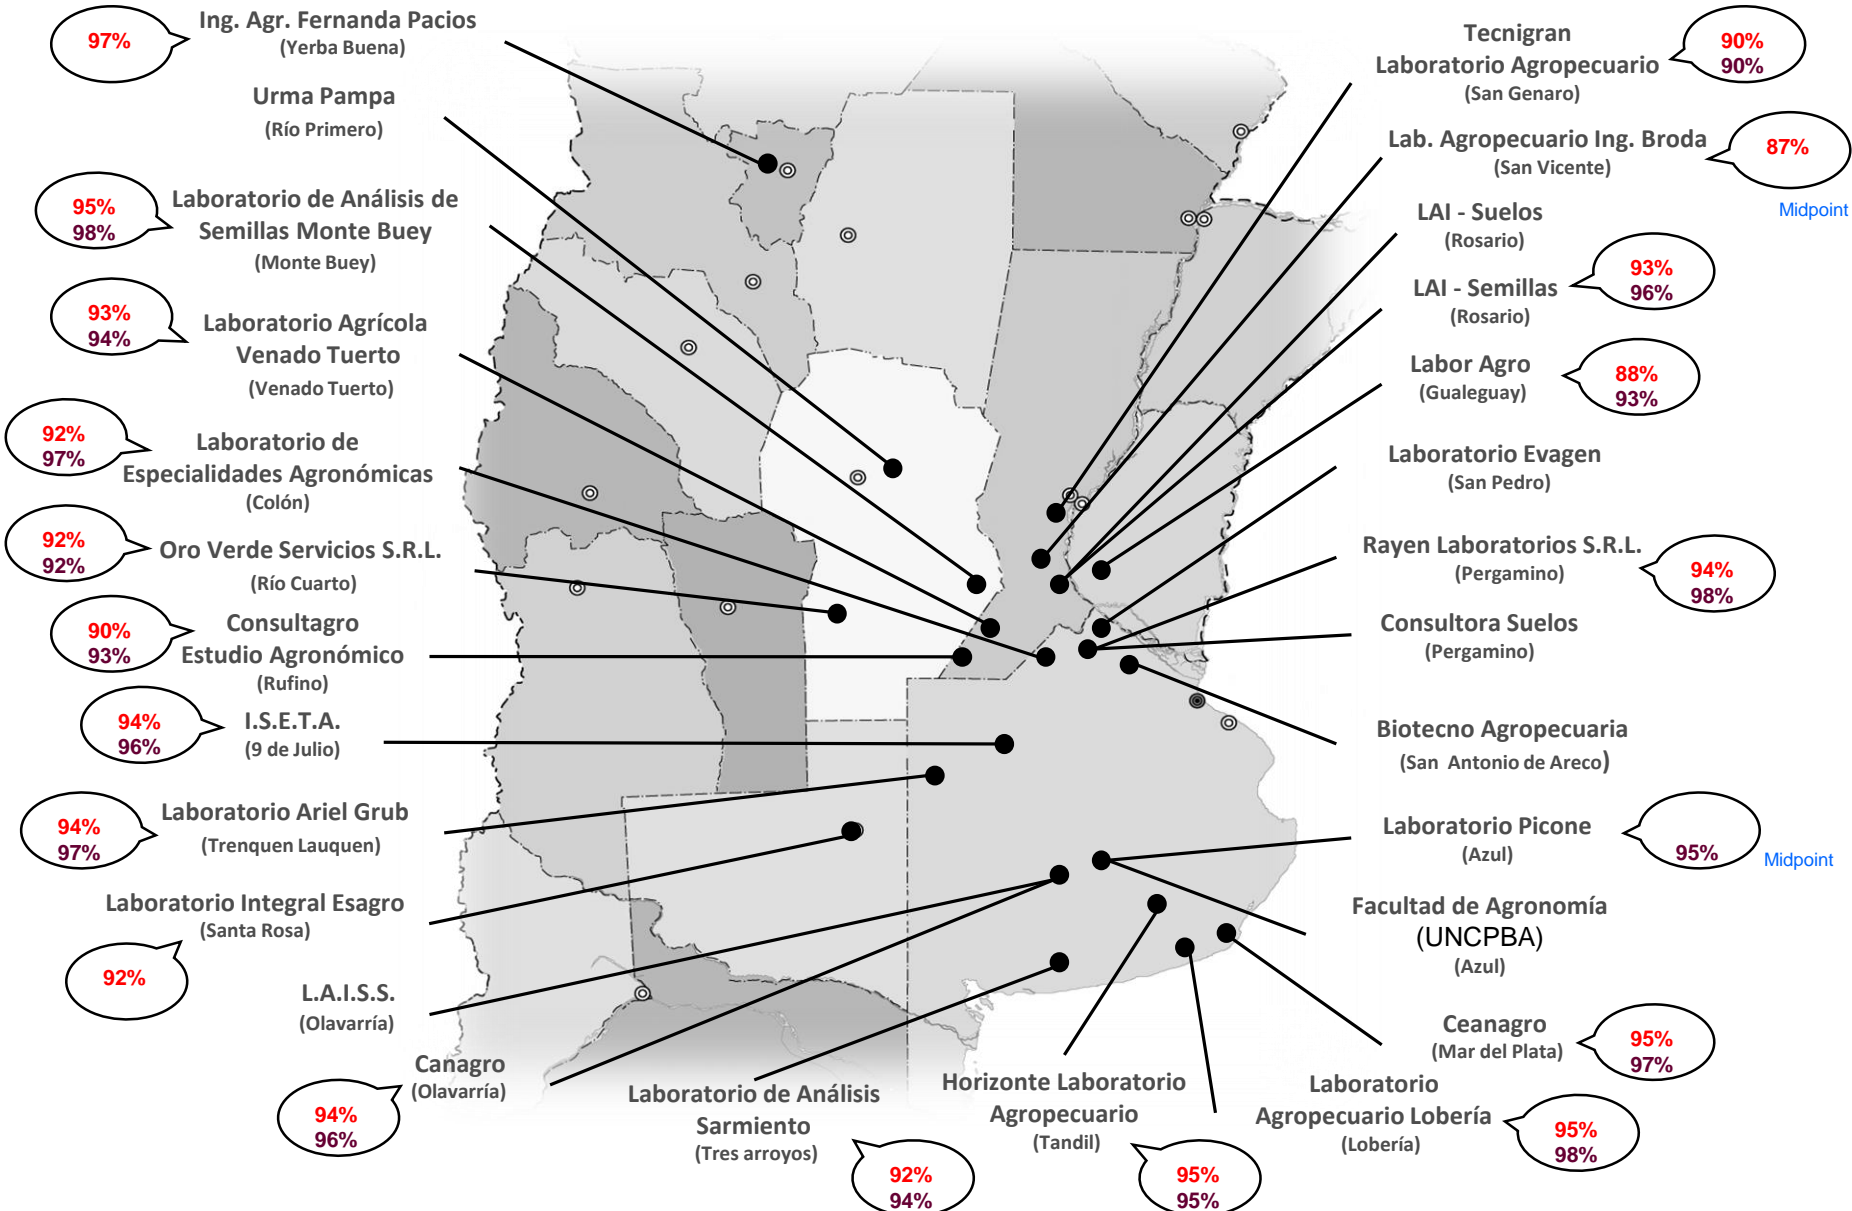 97%
Ing. Agr. Fernanda Pacios
(Yerba Buena)
Urma Pampa
(Río Primero)
95%
98%
Laboratorio de Análisis de
Semillas Monte Buey
(Monte Buey)
93%
94%
Laboratorio Agrícola
Venado Tuerto
(Venado Tuerto)
92%
97%
Laboratorio de
Especialidades Agronómicas
(Colón)
92%
92%
Oro Verde Servicios S.R.L.
(Río Cuarto)
90%
93%
Consultagro
Estudio Agronómico
(Rufino)
94%
96%
I.S.E.T.A.
(9 de Julio)
94%
97%
Laboratorio Ariel Grub
(Trenquen Lauquen)
Laboratorio Integral Esagro
(Santa Rosa)
92%
L.A.I.S.S.
(Olavarría)
Canagro
(Olavarría)
94%
96%
Laboratorio de Análisis
Sarmiento
(Tres arroyos)
92%
94%
Horizonte Laboratorio
Agropecuario
(Tandil)
95%
95%
Tecnigran
Laboratorio Agropecuario
(San Genaro)
90%
90%
Lab. Agropecuario Ing. Broda
(San Vicente)
87%
Midpoint
LAI - Suelos
(Rosario)
LAI - Semillas
(Rosario)
93%
96%
Labor Agro
(Gualeguay)
88%
93%
Laboratorio Evagen
(San Pedro)
Rayen Laboratorios S.R.L.
(Pergamino)
94%
98%
Consultora Suelos
(Pergamino)
Biotecno Agropecuaria
(San Antonio de Areco)
Laboratorio Picone
(Azul)
95%
Midpoint
Facultad de Agronomía
(UNCPBA)
(Azul)
Ceanagro
(Mar del Plata)
95%
97%
Laboratorio
Agropecuario Lobería
(Lobería)
95%
98%